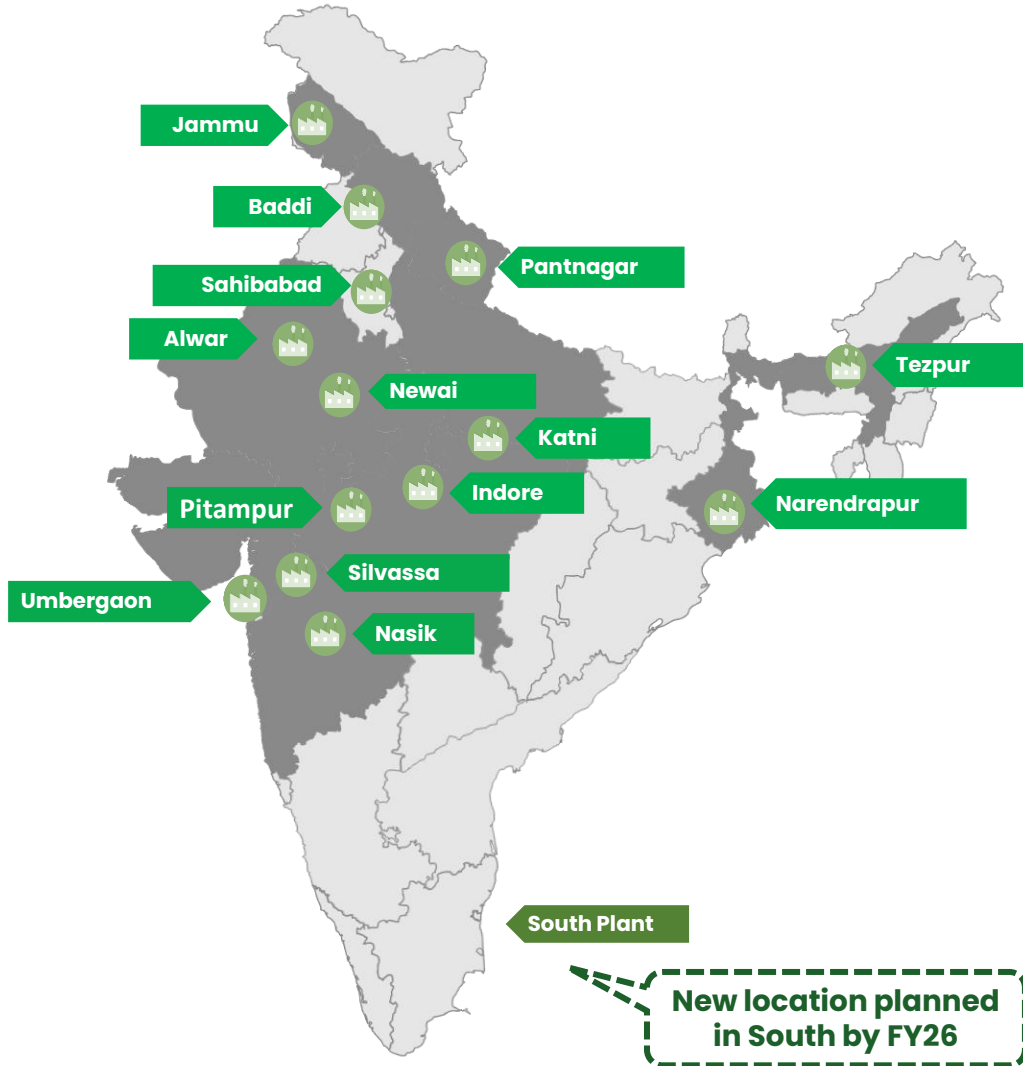 Jammu
Baddi
Pantnagar
Sahibabad
Alwar
Tezpur
Newai
Katni
Indore
Narendrapur
Pitampur
Silvassa
Umbergaon
Nasik
South Plant
New location planned
in South by FY26